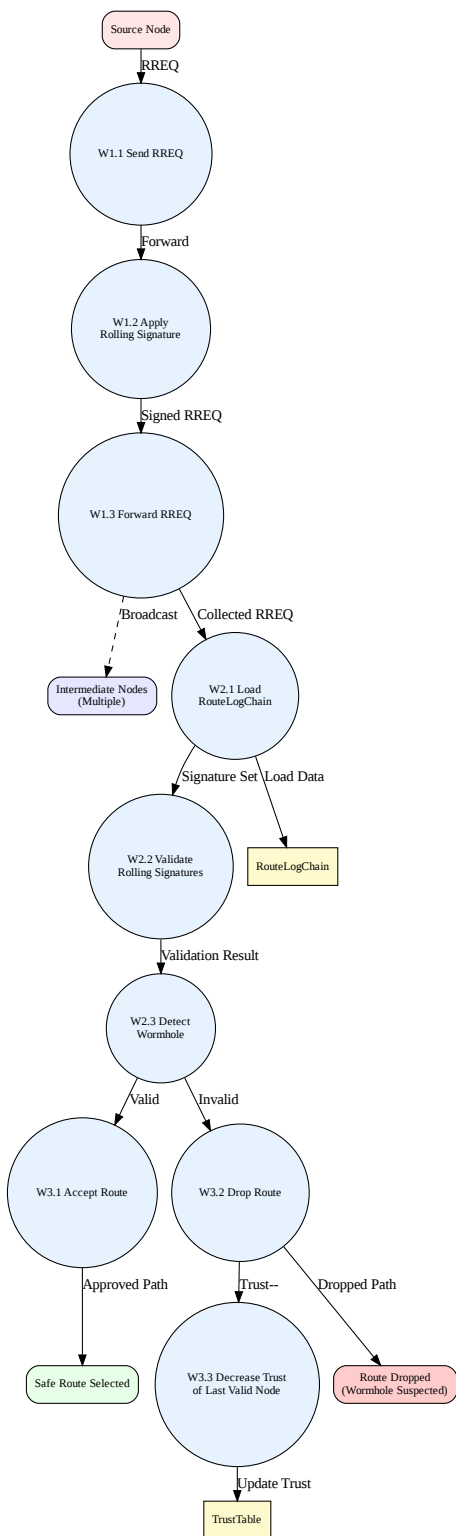 Source Node
RREQ
W1.1 Send RREQ
Forward
W1.2 Apply
Rolling Signature
Signed RREQ
W1.3 Forward RREQ
Broadcast
Collected RREQ
Intermediate Nodes
(Multiple)
W2.1 Load
RouteLogChain
Signature Set
Load Data
W2.2 Validate
Rolling Signatures
RouteLogChain
Validation Result
W2.3 Detect
Wormhole
Valid
Invalid
W3.1 Accept Route
W3.2 Drop Route
Approved Path
Trust--
Dropped Path
Safe Route Selected
W3.3 Decrease Trust
of Last Valid Node
Route Dropped
(Wormhole Suspected)
Update Trust
TrustTable